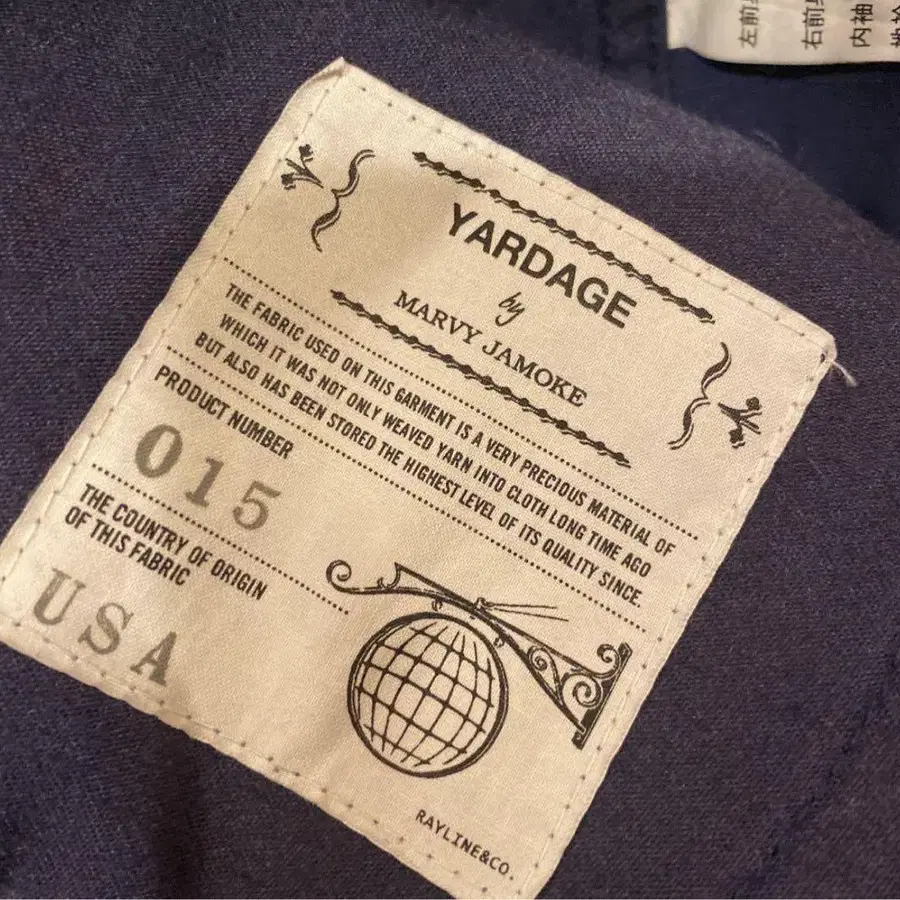 YARDAGE
by
MARVY JAMOKE
THE FABRIC USED ON THIS GARMENT IS A VERY PRECIOUS MATERIAL OF
WHICH IT WAS NOT ONLY WEAVED YARN INTO CLOTH LONG TIME AGO
BUT ALSO HAS BEEN STORED THE HIGHEST LEVEL OF ITS QUALITY SINCE.
PRODUCT NUMBER
015
THE COUNTRY OF ORIGIN
OF THIS FABRIC
USA
RAYLINE&CO.
左前
右前
内袖